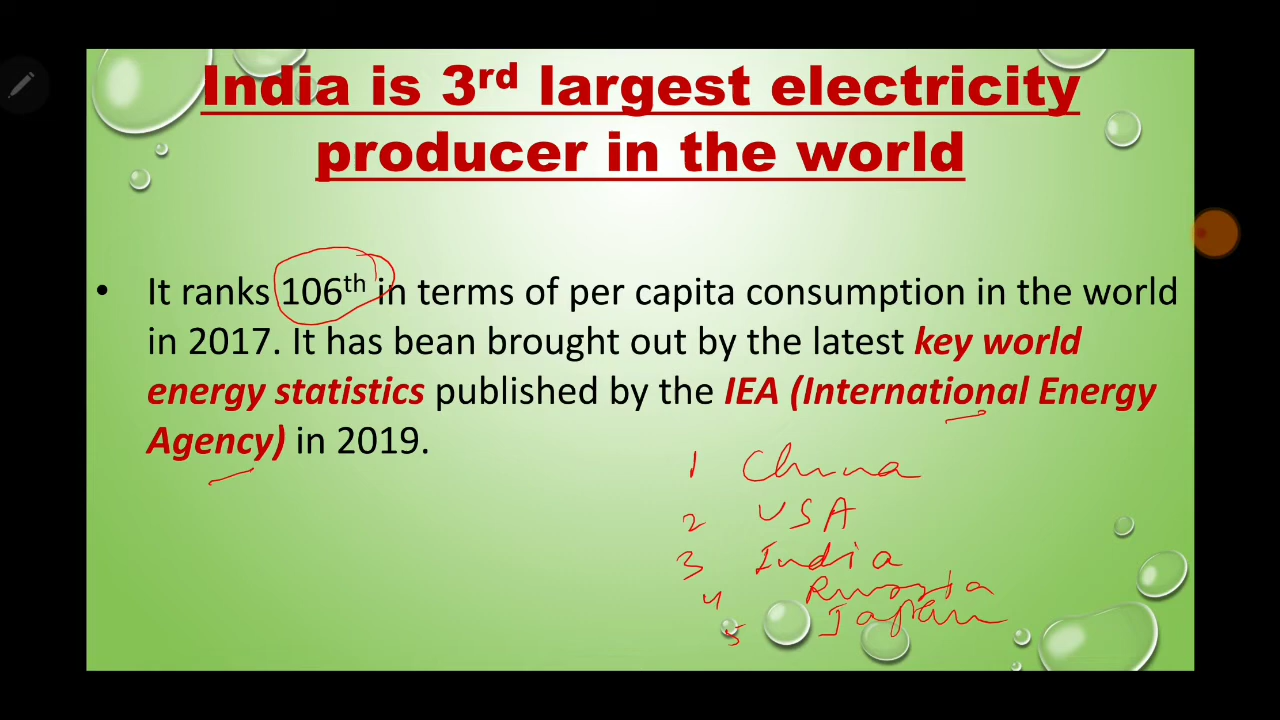 India is 3rd largest electricity
producer in the world
• It ranks 106th in terms of per capita consumption in the world
in 2017. It has bean brought out by the latest key world
energy statistics published by the IEA (International Energy
Agency) in 2019.
1 China
2 USA
3 India
4 Russia
5 Japan